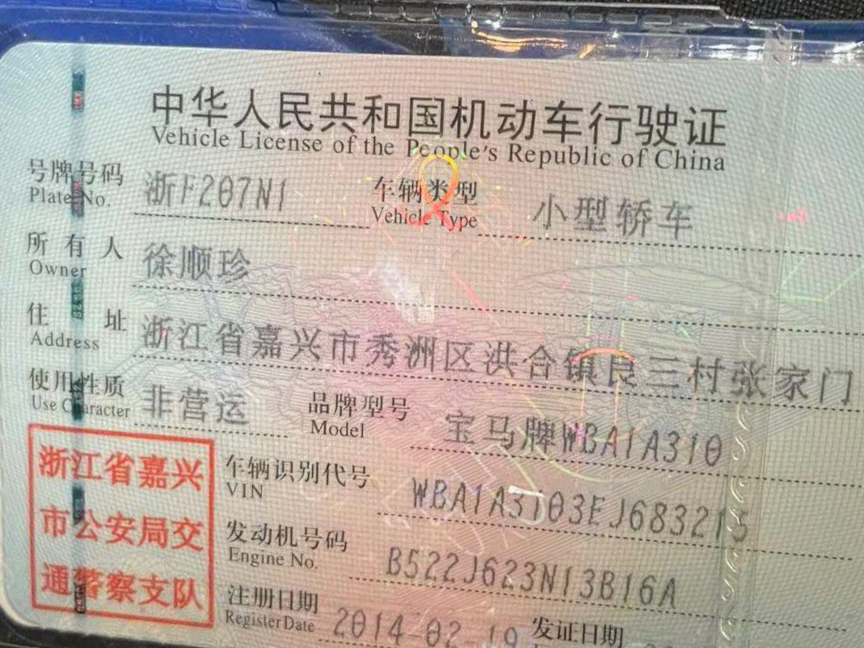 中华人民共和国机动车行驶证
Vehicle License of the People's Republic of China
号牌号码 浙F207N1 车辆类型 小型轿车
Plate No. Vehicle Type
所有人 徐顺珍
Owner
住址 浙江省嘉兴市秀洲区洪合镇良三村张家门
Address
使用性质 非营运 品牌型号 宝马牌WBA1A310
Use Character Model
浙江省嘉兴 车辆识别代号 WBA1A3103EJ683215
VIN
市公安局交 发动机号码 B522J623N13B16A
Engine No.
通警察支队 注册日期 2014-02-19 发证日期
Register Date